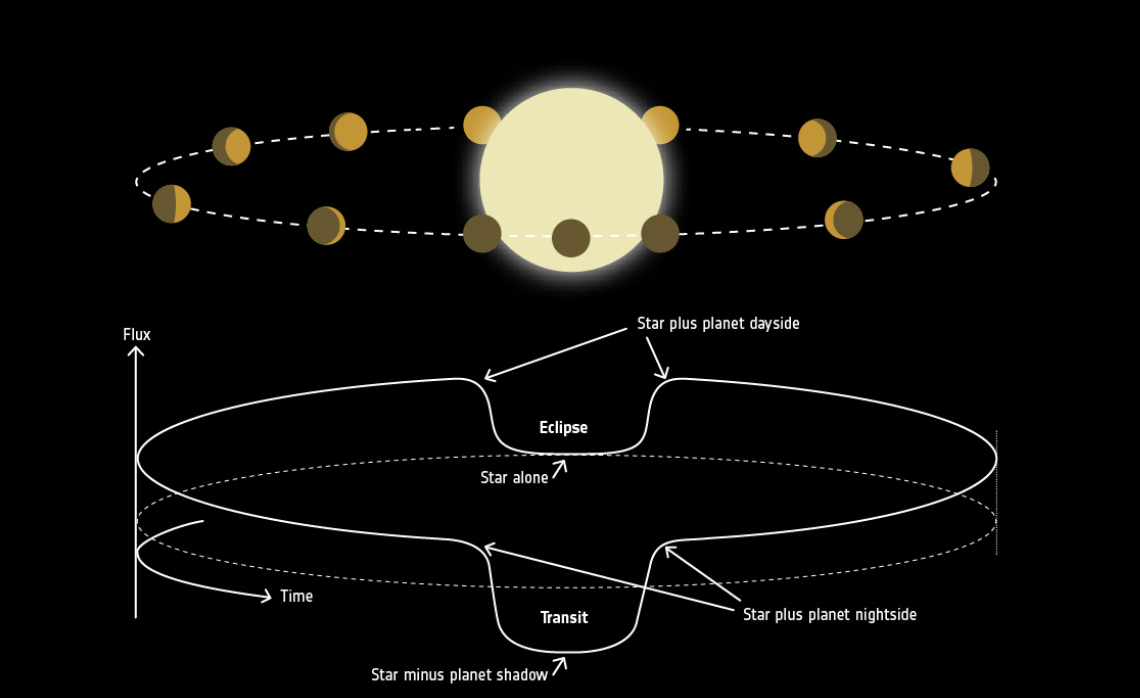 Star plus planet dayside
Flux
Eclipse
Star alone
Time
Star plus planet nightside
Transit
Star minus planet shadow